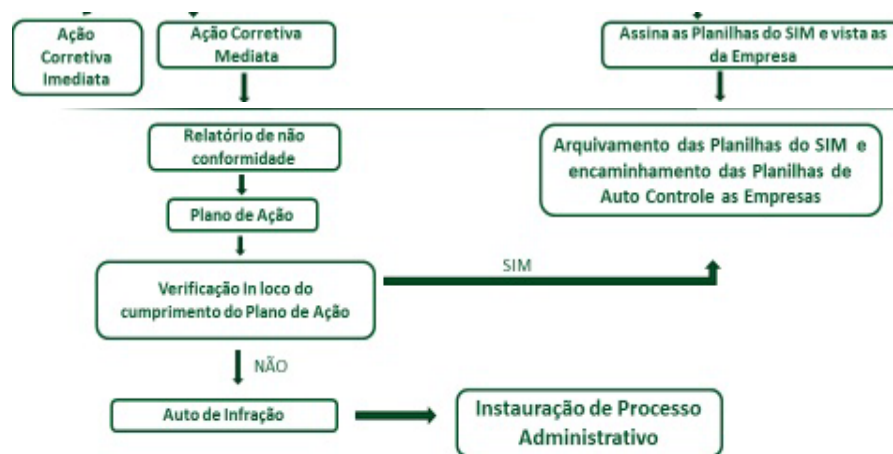 Ação
Corretiva
Imediata
Ação Corretiva
Mediata
Assina as Planilhas do SIM e vista as
da Empresa
Relatório de não
conformidade
Arquivamento das Planilhas do SIM e
encaminhamento das Planilhas de
Auto Controle as Empresas
Plano de Ação
Verificação In loco do
cumprimento do Plano de Ação
SIM
NÃO
Auto de Infração
Instauração de Processo
Administrativo